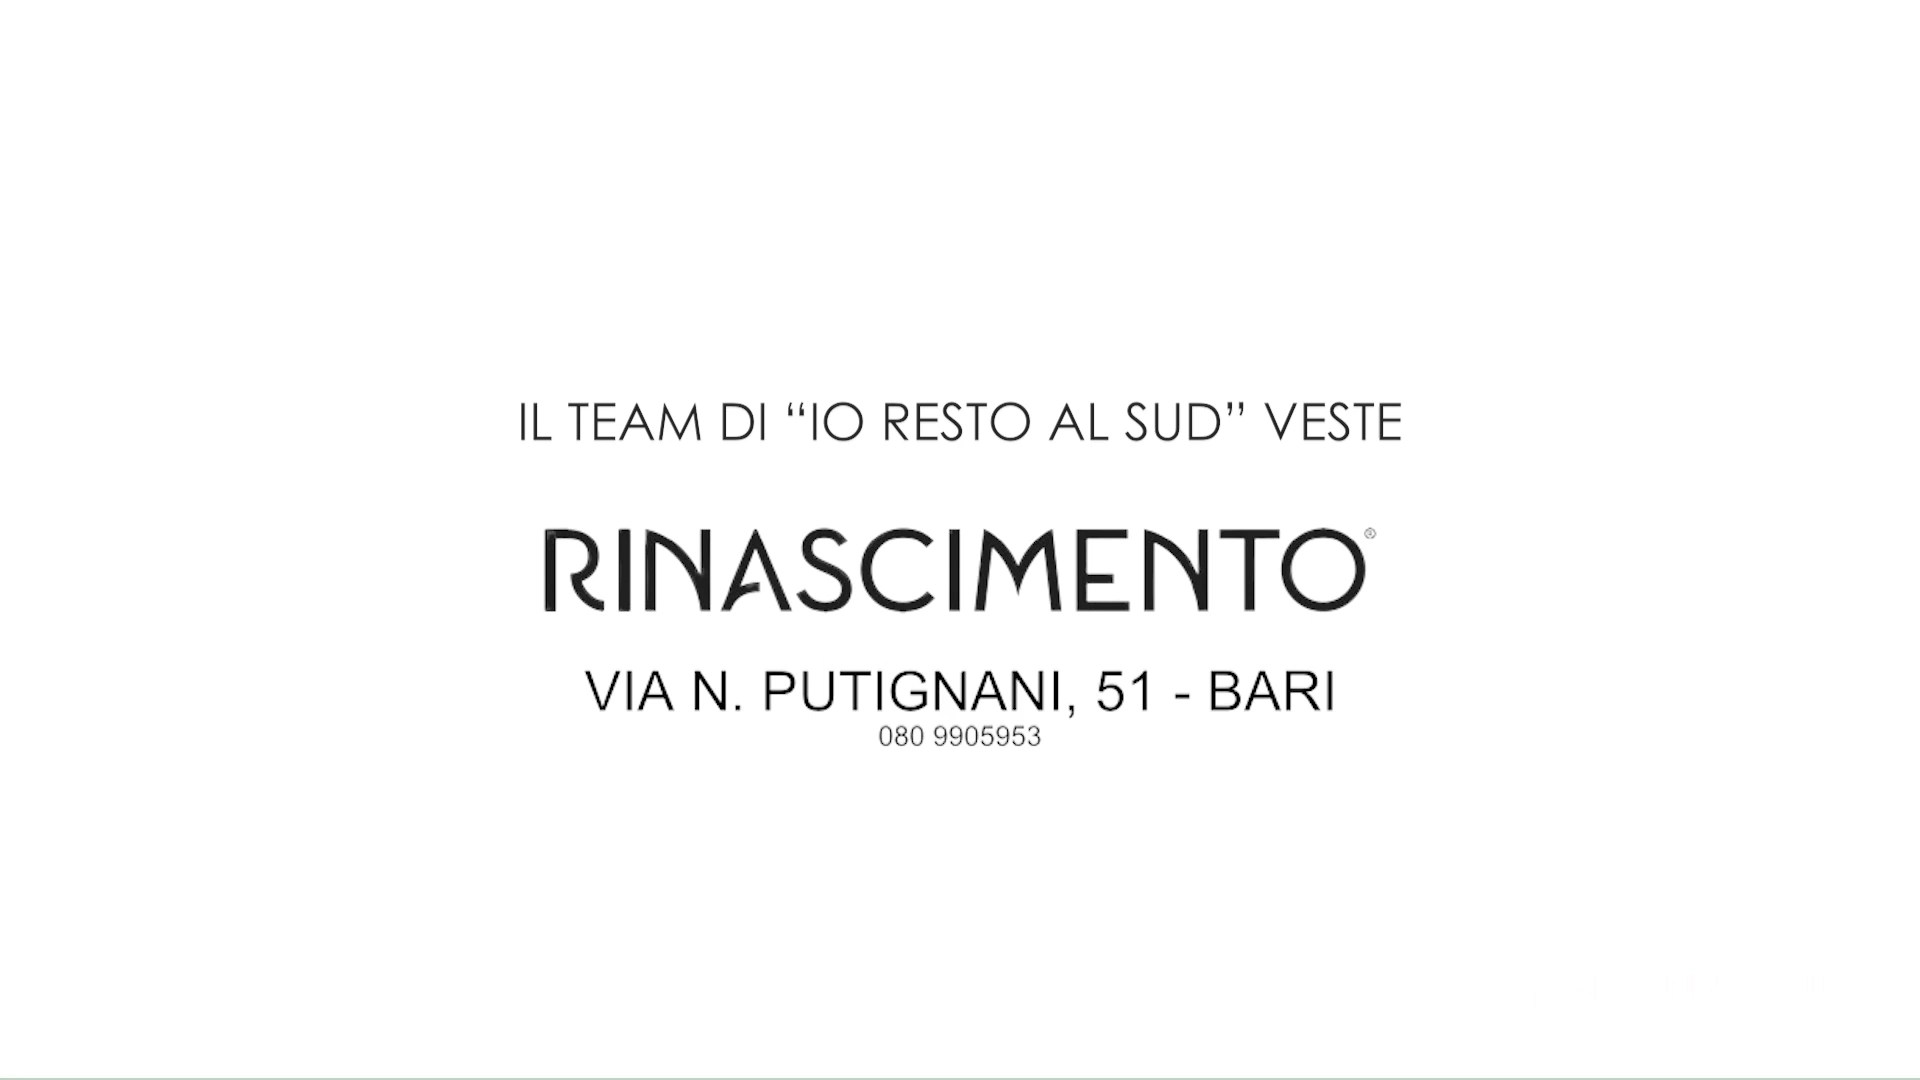 IL TEAM DI “IO RESTO AL SUD” VESTE
RINASCIMENTO®
VIA N. PUTIGNANI, 51 - BARI
080 9905953